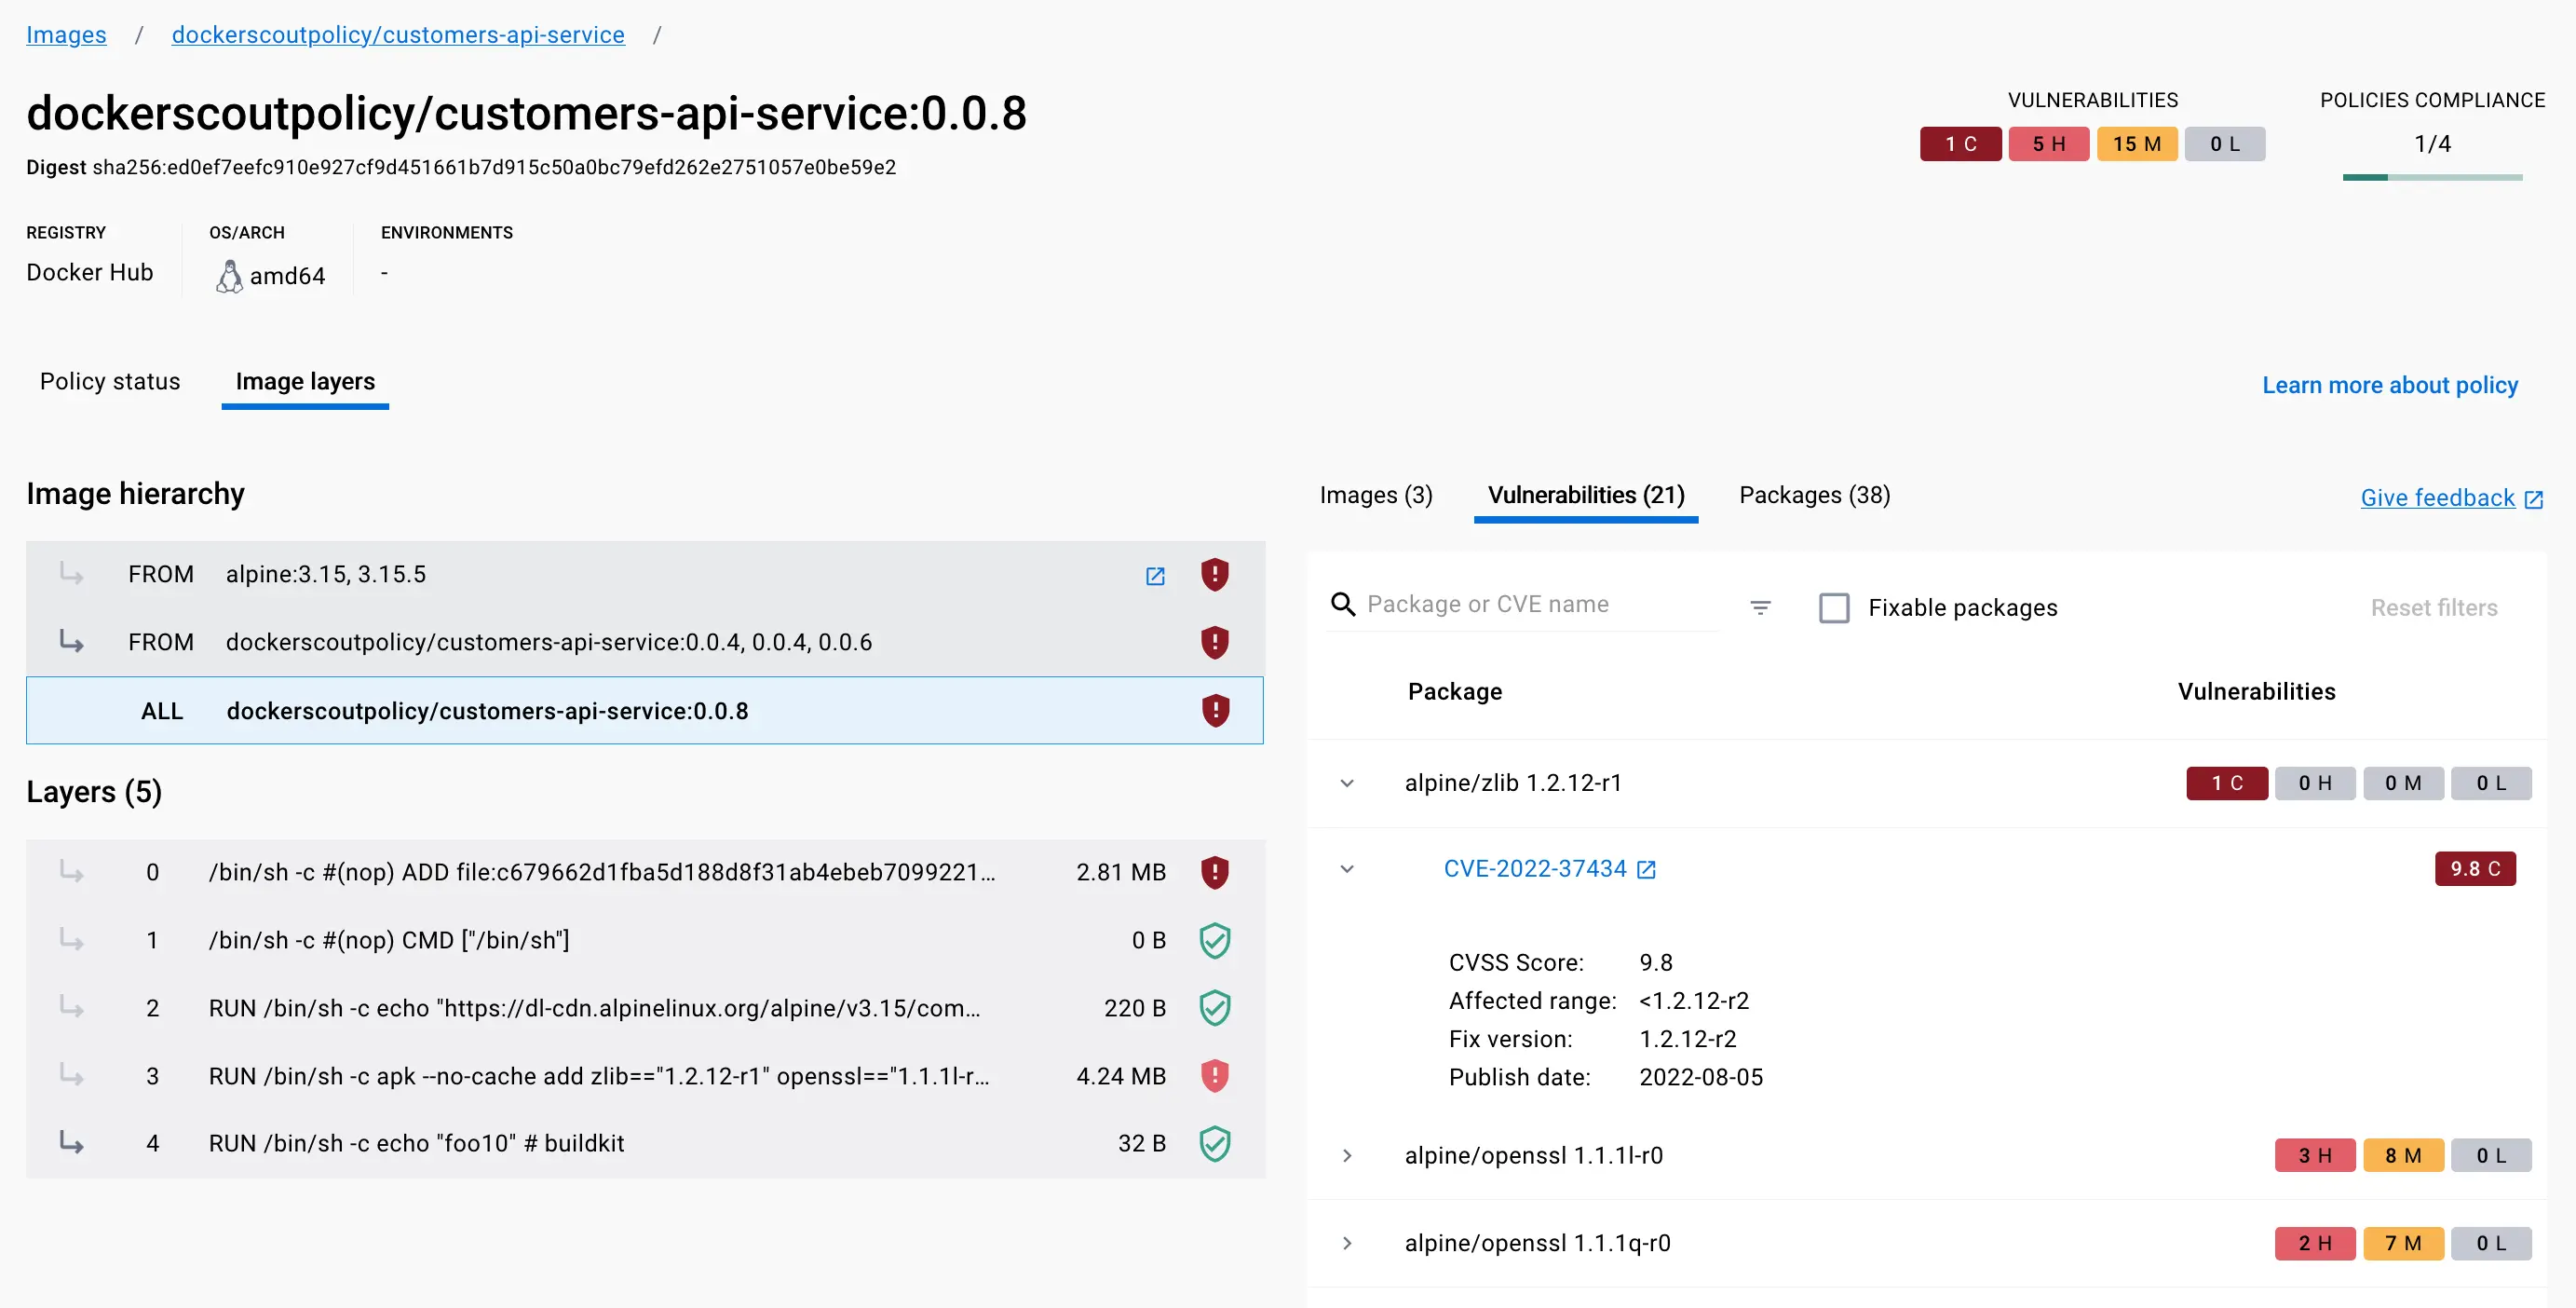 Images / dockerscoutpolicy/customers-api-service /
dockerscoutpolicy/customers-api-service:0.0.8
Digest sha256:ed0ef7eefc910e927cf9d451661b7d915c50a0bc79efd262e2751057e0be59e2
VULNERABILITIES
1 C 5 H 15 M 0 L
POLICIES COMPLIANCE
1/4
REGISTRY
Docker Hub
OS/ARCH
amd64
ENVIRONMENTS
-
Policy status Image layers
Learn more about policy
Image hierarchy
FROM alpine:3.15, 3.15.5
FROM dockerscoutpolicy/customers-api-service:0.0.4, 0.0.4, 0.0.6
ALL dockerscoutpolicy/customers-api-service:0.0.8
Layers (5)
0 /bin/sh -c #(nop) ADD file:c679662d1fba5d188d8f31ab4ebeb7099221... 2.81 MB
1 /bin/sh -c #(nop) CMD ["/bin/sh"] 0 B
2 RUN /bin/sh -c echo "https://dl-cdn.alpinelinux.org/alpine/v3.15/com... 220 B
3 RUN /bin/sh -c apk --no-cache add zlib=="1.2.12-r1" openssl=="1.1.1l-r... 4.24 MB
4 RUN /bin/sh -c echo "foo10" # buildkit 32 B
Images (3) Vulnerabilities (21) Packages (38)
Give feedback
Package or CVE name
Fixable packages
Reset filters
Package Vulnerabilities
alpine/zlib 1.2.12-r1 1 C 0 H 0 M 0 L
CVE-2022-37434 9.8 C
CVSS Score: 9.8
Affected range: <1.2.12-r2
Fix version: 1.2.12-r2
Publish date: 2022-08-05
alpine/openssl 1.1.1l-r0 3 H 8 M 0 L
alpine/openssl 1.1.1q-r0 2 H 7 M 0 L